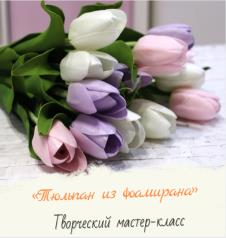 «Тюльпан из фоамирана»
Творческий мастер-класс